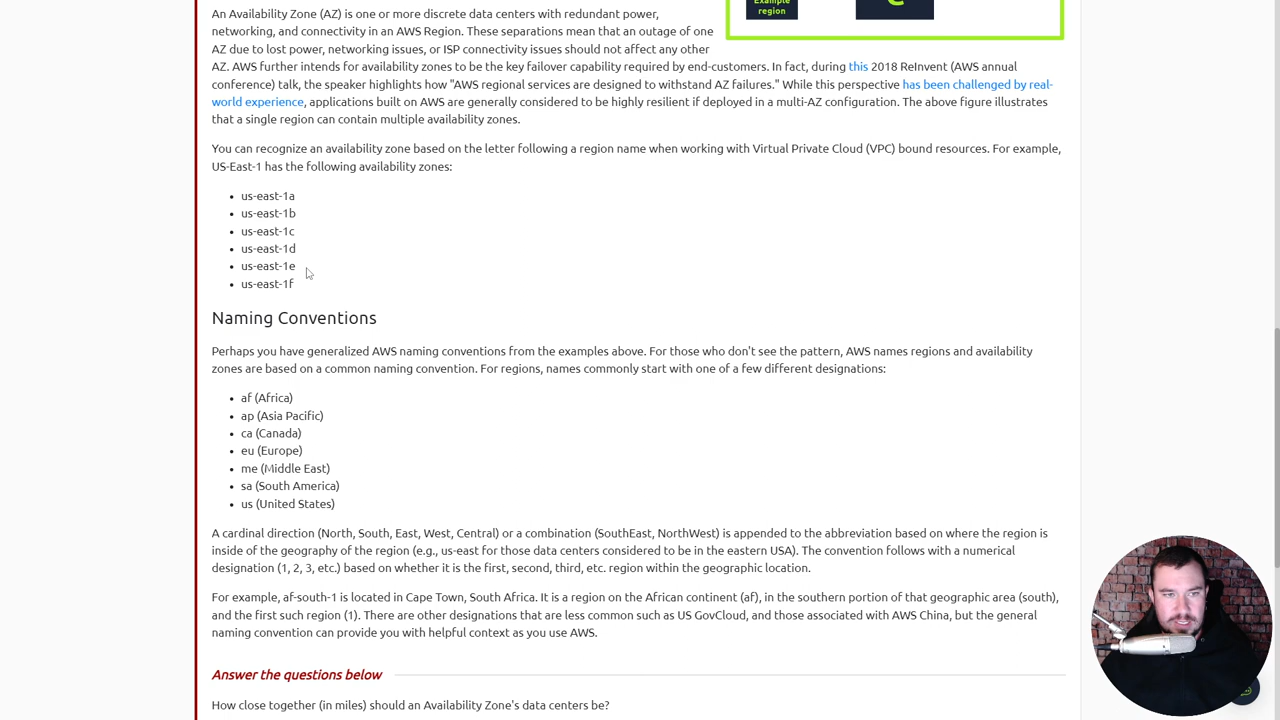 Example
region
An Availability Zone (AZ) is one or more discrete data centers with redundant power,
networking, and connectivity in an AWS Region. These separations mean that an outage of one
AZ due to lost power, networking issues, or ISP connectivity issues should not affect any other
AZ. AWS further intends for availability zones to be the key failover capability required by end-customers. In fact, during this 2018 ReInvent (AWS annual
conference) talk, the speaker highlights how "AWS regional services are designed to withstand AZ failures." While this perspective has been challenged by real-
world experience, applications built on AWS are generally considered to be highly resilient if deployed in a multi-AZ configuration. The above figure illustrates
that a single region can contain multiple availability zones.
You can recognize an availability zone based on the letter following a region name when working with Virtual Private Cloud (VPC) bound resources. For example,
US-East-1 has the following availability zones:
• us-east-1a
• us-east-1b
• us-east-1c
• us-east-1d
• us-east-1e
• us-east-1f
Naming Conventions
Perhaps you have generalized AWS naming conventions from the examples above. For those who don't see the pattern, AWS names regions and availability
zones are based on a common naming convention. For regions, names commonly start with one of a few different designations:
• af (Africa)
• ap (Asia Pacific)
• ca (Canada)
• eu (Europe)
• me (Middle East)
• sa (South America)
• us (United States)
A cardinal direction (North, South, East, West, Central) or a combination (SouthEast, NorthWest) is appended to the abbreviation based on where the region is
inside of the geography of the region (e.g., us-east for those data centers considered to be in the eastern USA). The convention follows with a numerical
designation (1, 2, 3, etc.) based on whether it is the first, second, third, etc. region within the geographic location.
For example, af-south-1 is located in Cape Town, South Africa. It is a region on the African continent (af), in the southern portion of that geographic area (south),
and the first such region (1). There are other designations that are less common such as US GovCloud, and those associated with AWS China, but the general
naming convention can provide you with helpful context as you use AWS.
Answer the questions below
How close together (in miles) should an Availability Zone's data centers be?